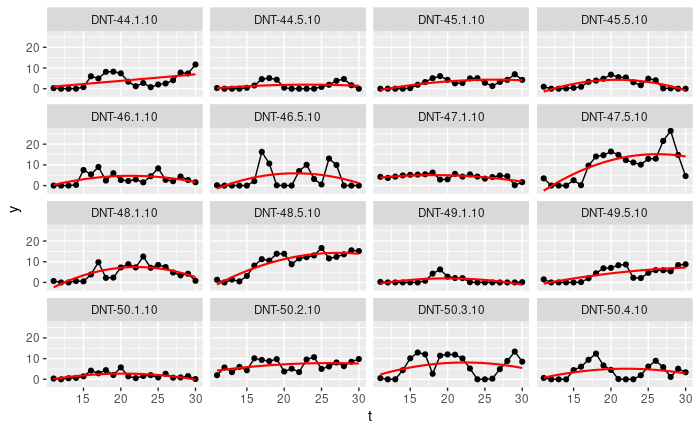 DNT-44.1.10 DNT-44.5.10 DNT-45.1.10 DNT-45.5.10
20
10
0
DNT-46.1.10 DNT-46.5.10 DNT-47.1.10 DNT-47.5.10
20
10
0
y
DNT-48.1.10 DNT-48.5.10 DNT-49.1.10 DNT-49.5.10
20
10
0
DNT-50.1.10 DNT-50.2.10 DNT-50.3.10 DNT-50.4.10
20
10
0
15 20 25 30 15 20 25 30 15 20 25 30 15 20 25 30
t